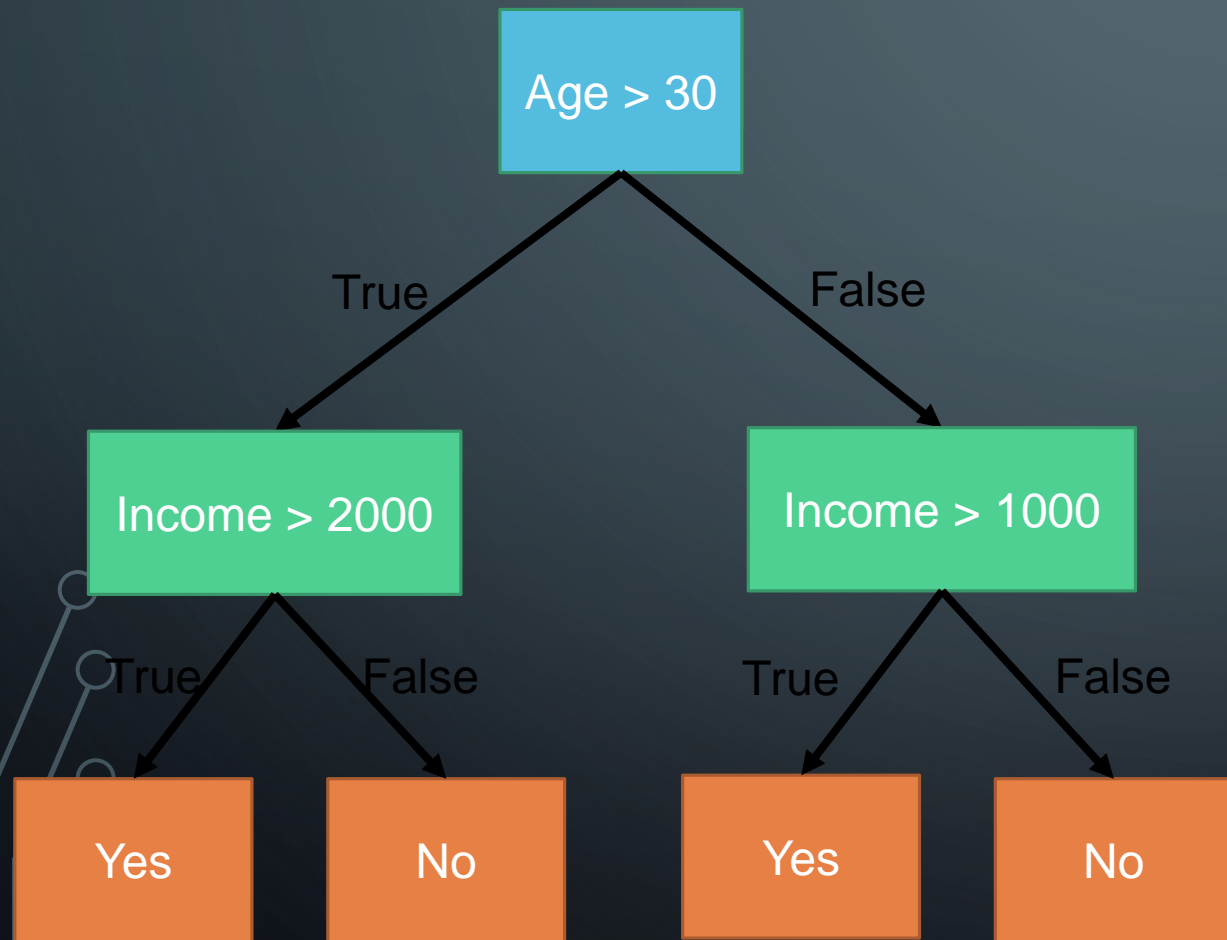 Age > 30
True
False
Income > 2000
Income > 1000
True
False
True
False
Yes
No
Yes
No